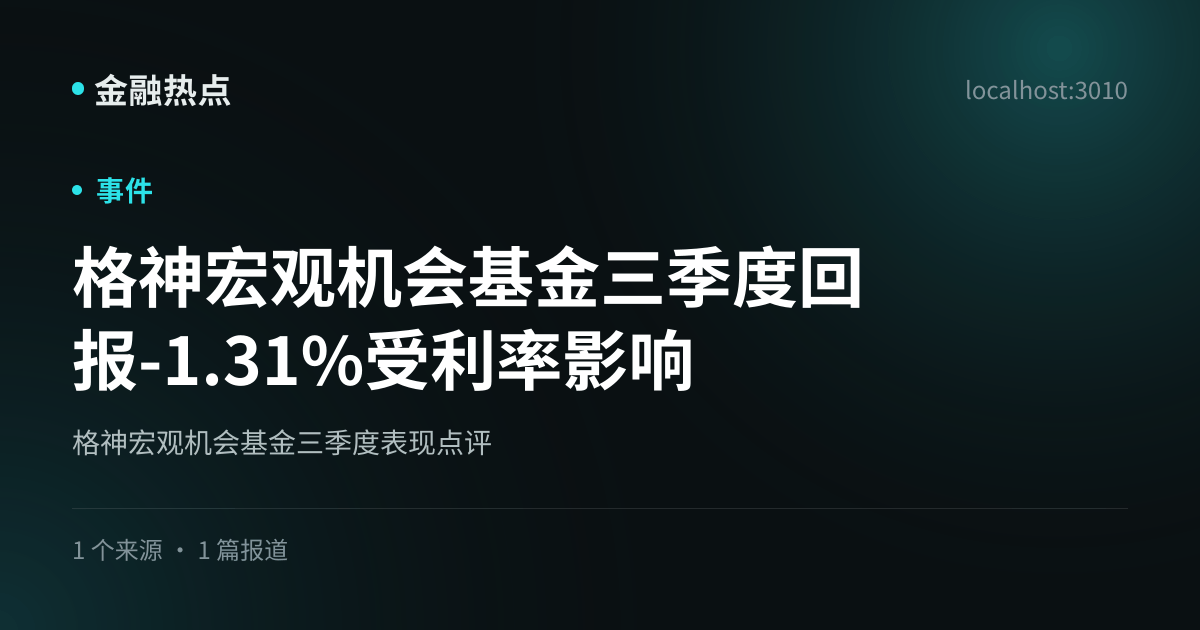 金融热点
localhost:3010
事件
格神宏观机会基金三季度回
报-1.31%受利率影响
格神宏观机会基金三季度表现点评
1 个来源 · 1 篇报道